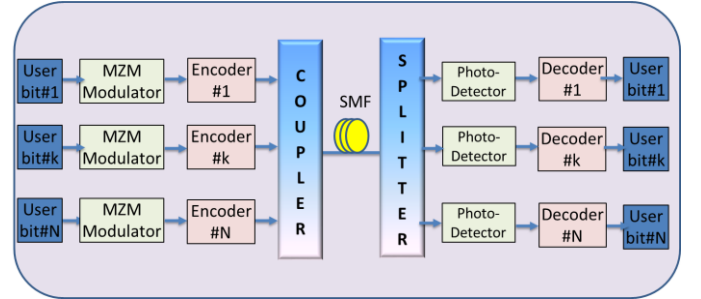 User
bit#1
MZM
Modulator
Encoder
#1
User
bit#k
MZM
Modulator
Encoder
#k
User
bit#N
MZM
Modulator
Encoder
#N
C
O
U
P
L
E
R
SMF
S
P
L
I
T
T
E
R
Photo-
Detector
Decoder
#1
User
bit#1
Photo-
Detector
Decoder
#k
User
bit#k
Photo-
Detector
Decoder
#N
User
bit#N